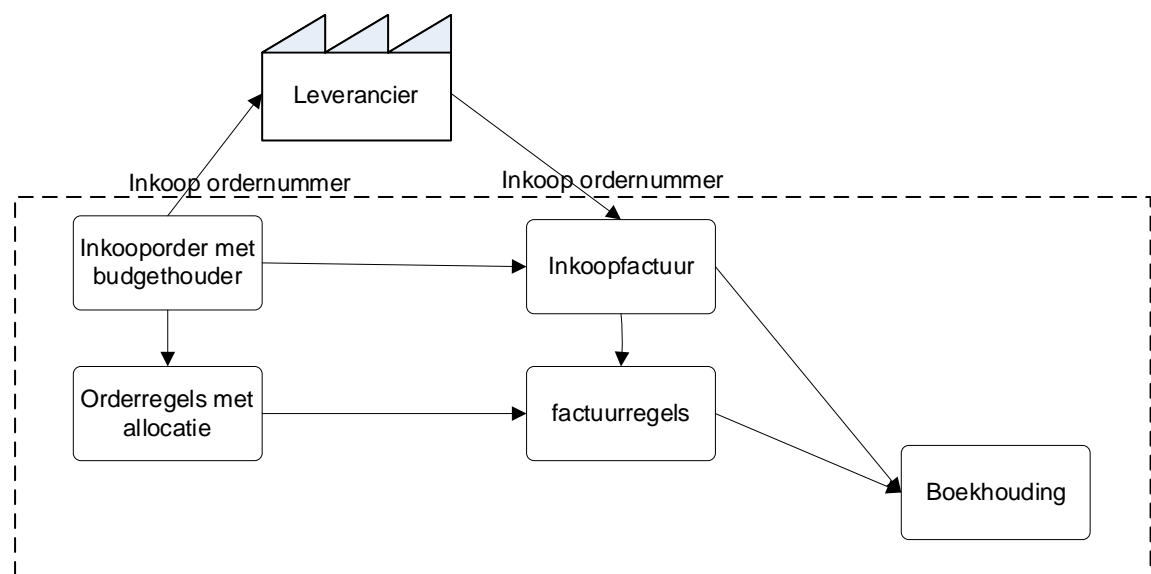 Leverancier
Inkoop ordernummer
Inkoop ordernummer
Inkooporder met
budgethouder
Inkoopfactuur
Orderregels met
allocatie
factuurregels
Boekhouding